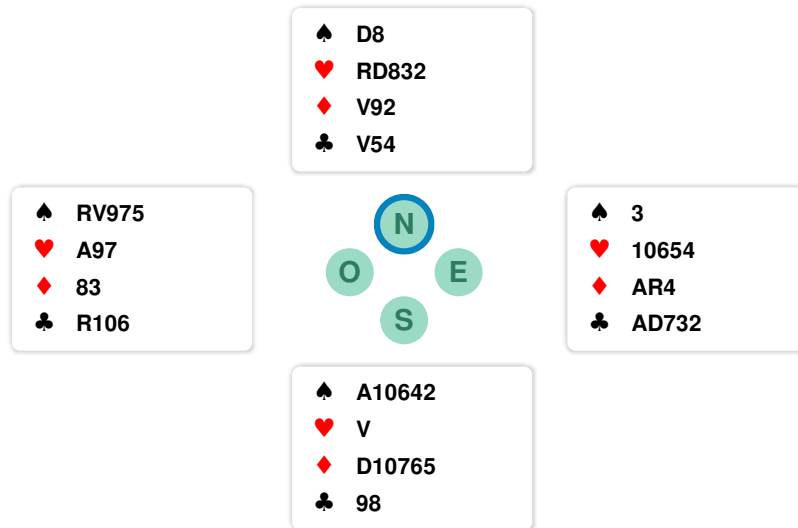 ♠ D8
♥ RD832
♦ V92
♣ V54
♠ RV975
♥ A97
♦ 83
♣ R106
N
O E
S
♠ 3
♥ 10654
♦ AR4
♣ AD732
♠ A10642
♥ V
♦ D10765
♣ 98